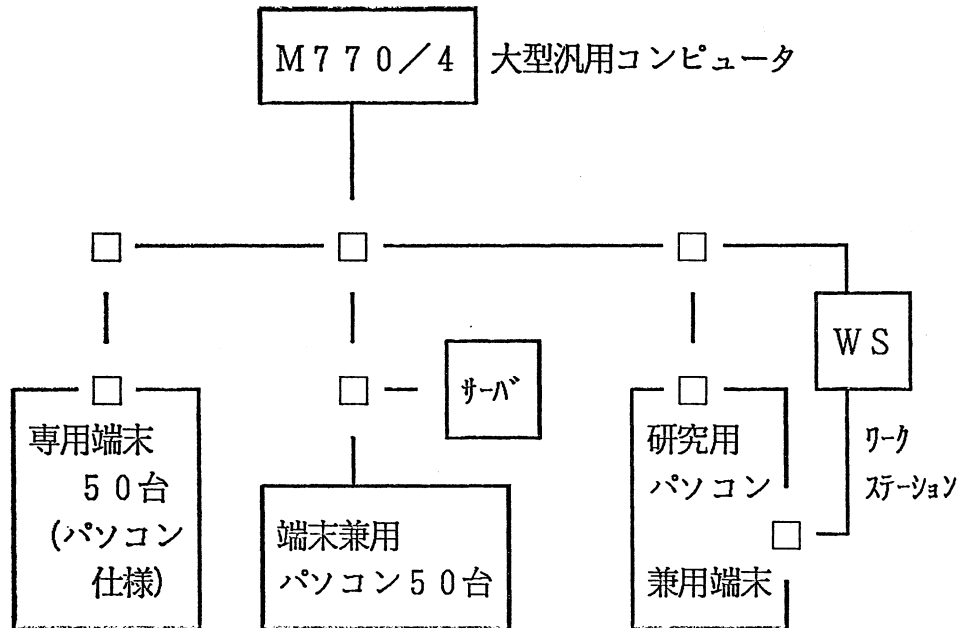 M770/4 大型汎用コンピュータ
サーバ
WS
ワーク
ステーション
専用端末
50台
(パソコン
仕様)
端末兼用
パソコン50台
研究用
パソコン
兼用端末